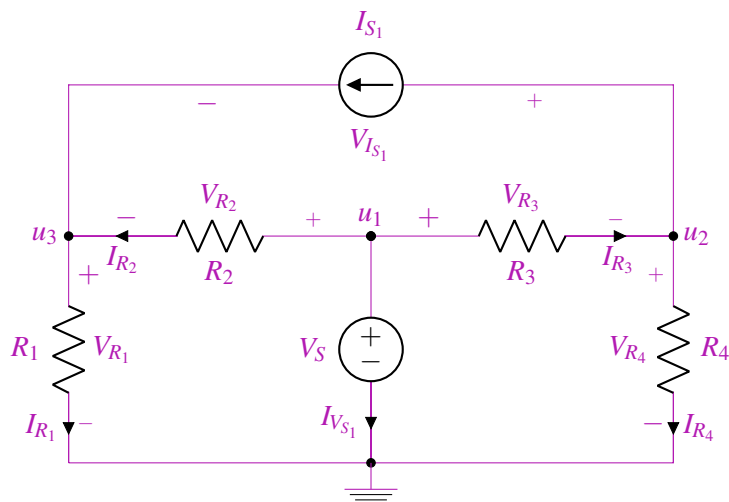 I_{S_1}
− +
V_{I_{S_1}}
V_{R_2} V_{R_3}
− + u_1 + −
u_3 u_2
I_{R_2} R_2 R_3 I_{R_3}
+ +
R_1 V_{R_1} V_S + − V_{R_4} R_4
I_{R_1} − I_{V_{S_1}} − I_{R_4}